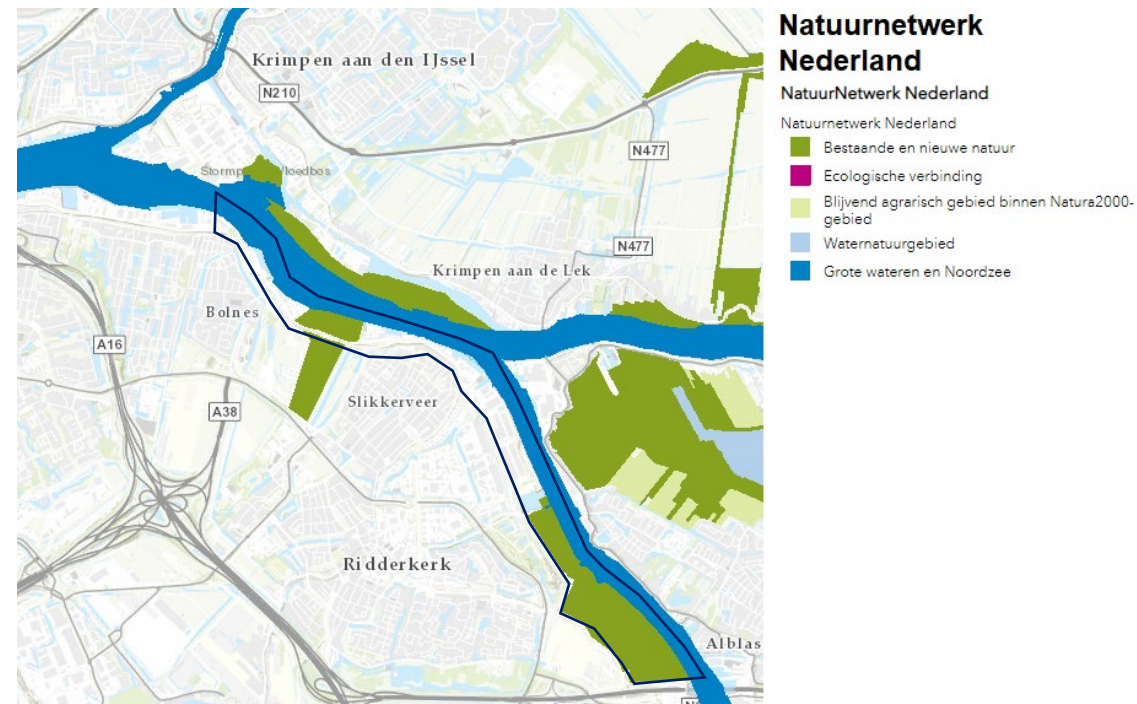 Natuurnetwerk
Nederland
NatuurNetwerk Nederland
Natuurnetwerk Nederland
Bestaande en nieuwe natuur
Ecologische verbinding
Blijvend agrarisch gebied binnen Natura2000-
gebied
Waternatuurgebied
Grote wateren en Noordzee
Krimpen aan den IJssel
N210
N477
N477
Krimpen aan de Lek
Bolnes
A16
A38
Slikkerveer
Ridderkerk
Alblas